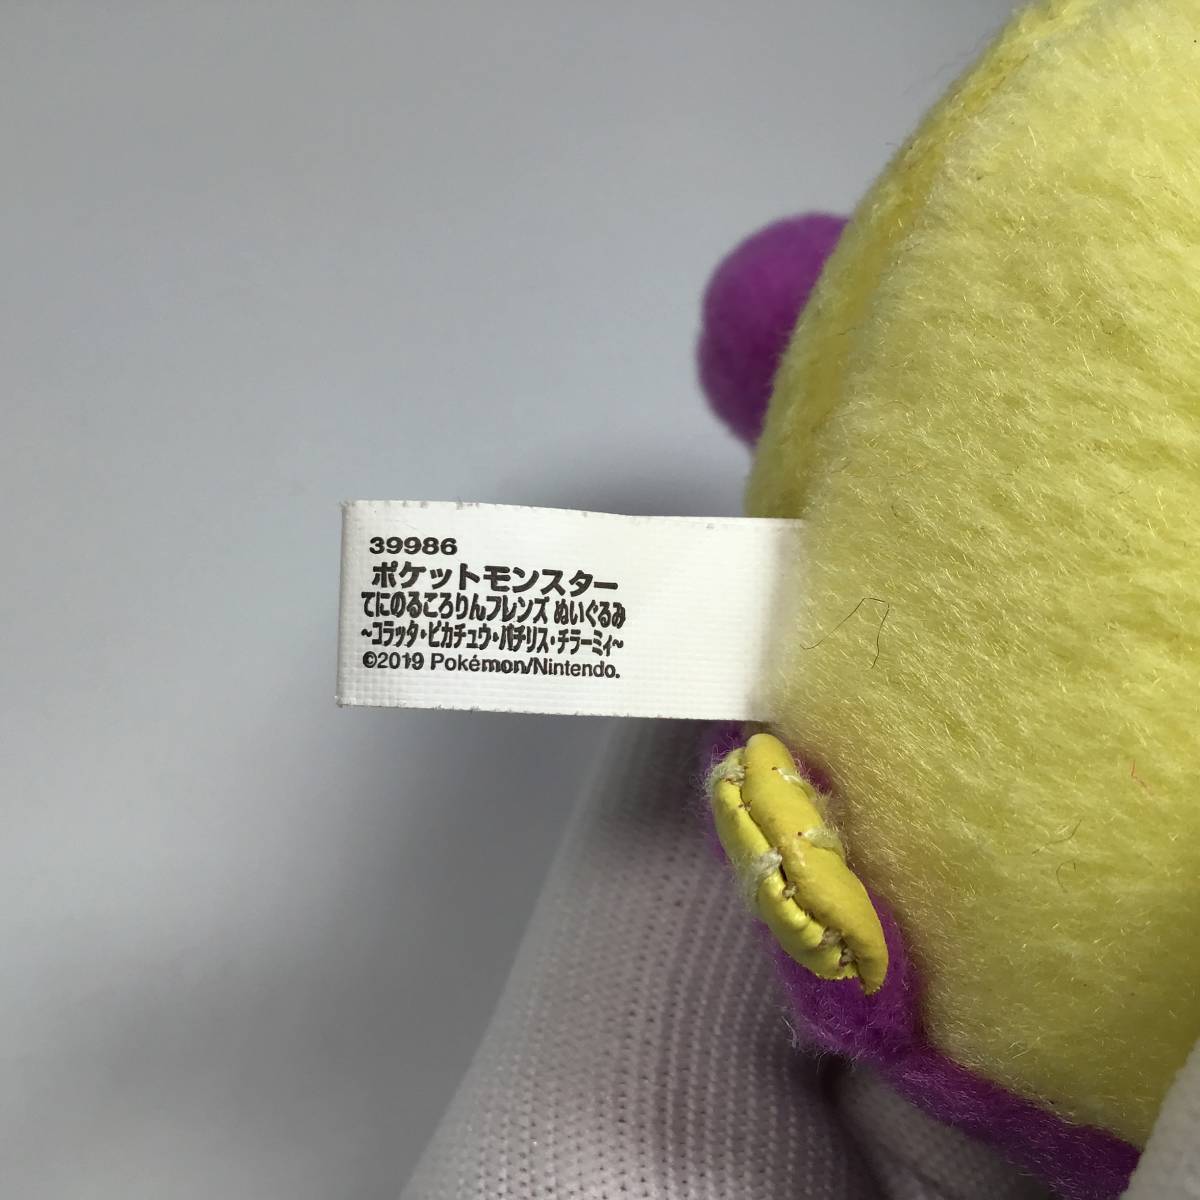 39986
ポケットモンスター
てにのるころりんフレンズ ぬいぐるみ
~コラッタ・ピカチュウ・パチリス・チラーミィ~
©2019 Pokémon/Nintendo.